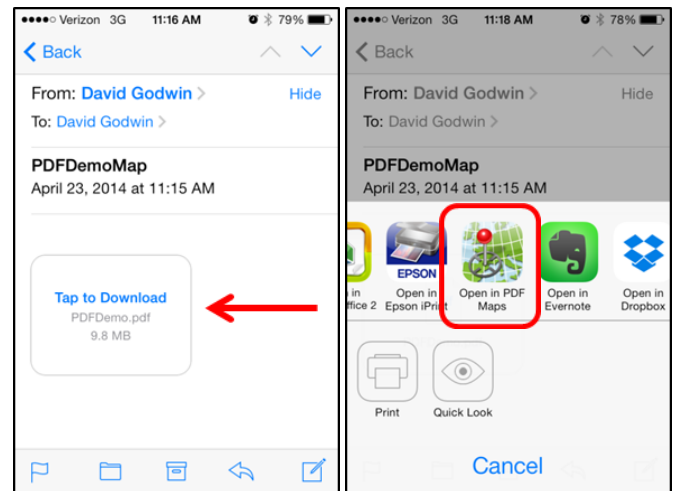 Verizon 3G 11:16 AM 79%
Back
From: David Godwin Hide
To: David Godwin
PDFDemoMap
April 23, 2014 at 11:15 AM
Tap to Download
PDFDemo.pdf
9.8 MB
Verizon 3G 11:18 AM 78%
Back
From: David Godwin Hide
To: David Godwin
PDFDemoMap
April 23, 2014 at 11:15 AM
EPSON
in
ffice 2
Open in
Epson iPrint
Open in PDF
Maps
Open in
Evernote
Open in
Dropbox
Print
Quick Look
Cancel